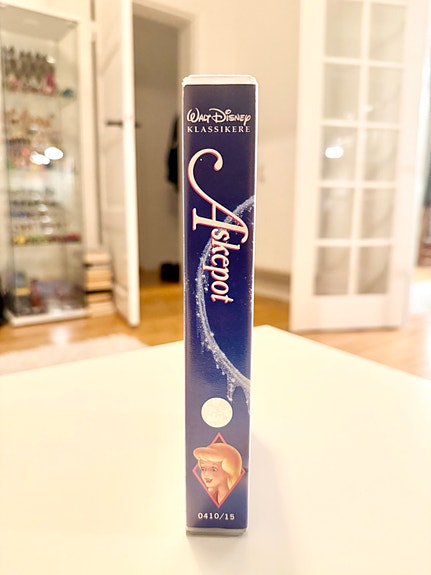 WALT DISNEY
KLASSIKERE
Askepot
0410/15